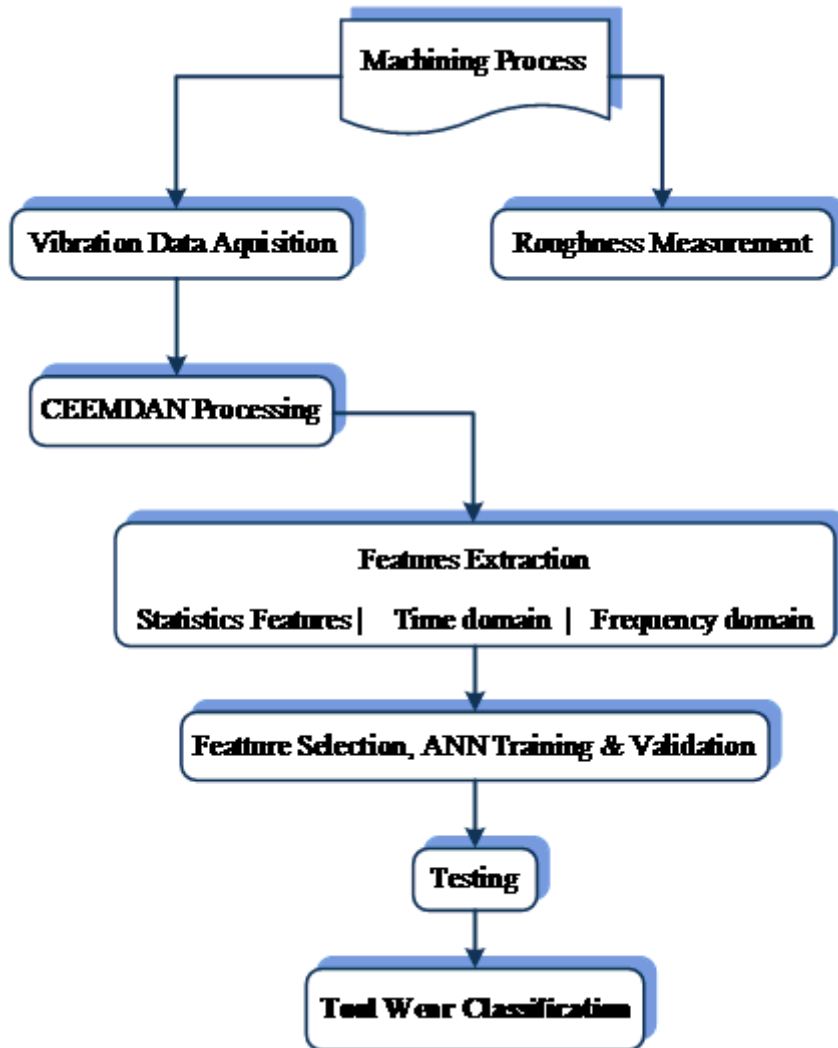 Machining Process
Vibration Data Aquisition
Roughness Measurement
CEEMDAN Processing
Features Extraction
Statistics Features | Time domain | Frequency domain
Feature Selection, ANN Training & Validation
Testing
Tool Wear Classification